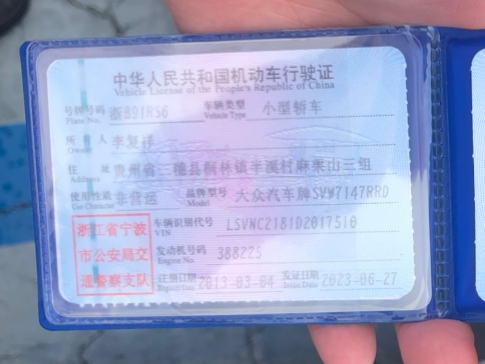 中华人民共和国机动车行驶证
Vehicle License of the People's Republic of China
号牌号码 浙B91RS6 车辆类型 小型轿车
Plate No. Vehicle Type
所有人 李复祥
Owner
住址 贵州省三穗县桐林镇半溪村麻栗山三组
Address
使用性质 非营运 品牌型号 大众汽车牌SVW7147RRD
Use Character Model
浙江省宁波
市公安局交
通警察支队
车辆识别代号 LSVNC2181D2017510
VIN
发动机号码 388225
Engine No.
注册日期 2013-03-04 发证日期 2023-06-27
Register Date Issue Date